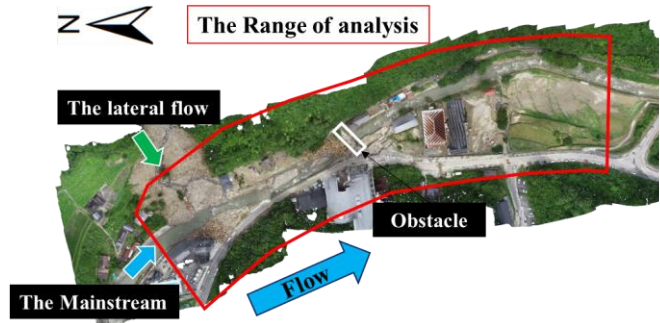 N
The Range of analysis
The lateral flow
Obstacle
The Mainstream
Flow